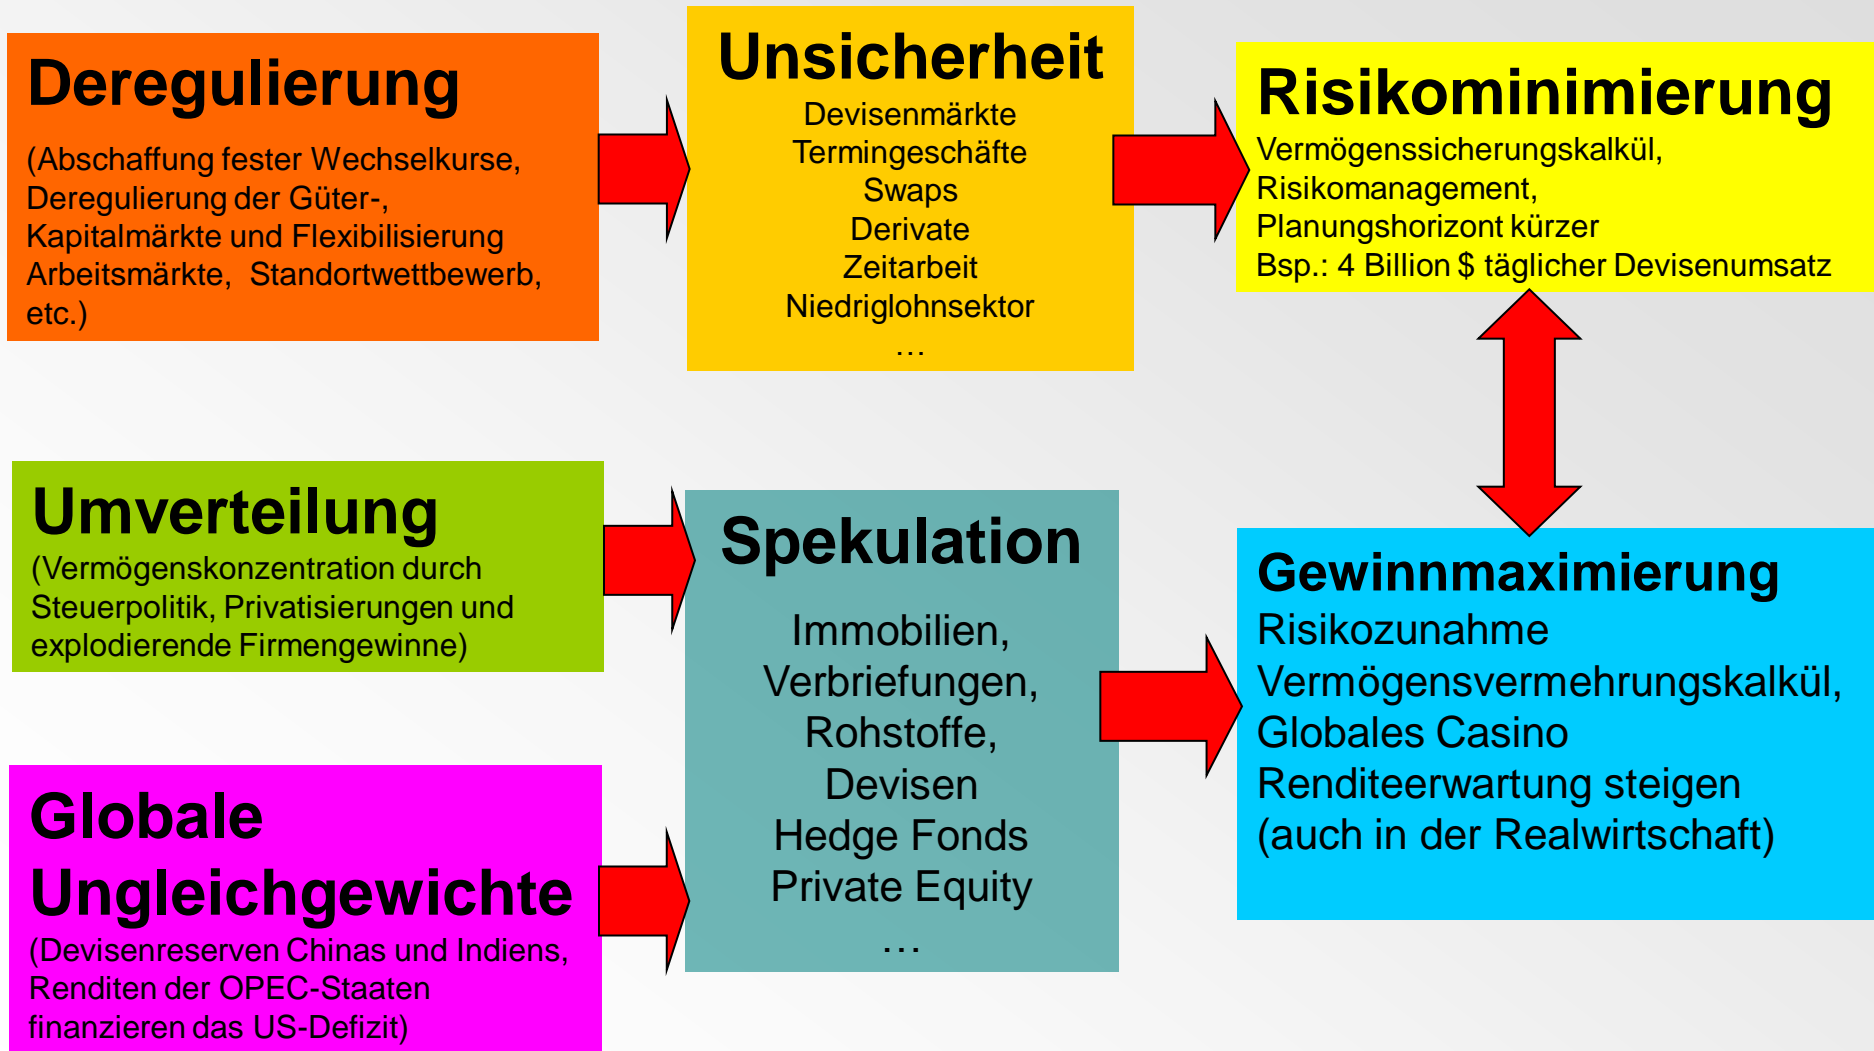 Deregulierung
(Abschaffung fester Wechselkurse,
Deregulierung der Güter-,
Kapitalmärkte und Flexibilisierung
Arbeitsmärkte, Standortwettbewerb,
etc.)
Unsicherheit
Devisenmärkte
Termingeschäfte
Swaps
Derivate
Zeitarbeit
Niedriglohnsektor
…
Risikominimierung
Vermögenssicherungskalkül,
Risikomanagement,
Planungshorizont kürzer
Bsp.: 4 Billion $ täglicher Devisenumsatz
Umverteilung
(Vermögenskonzentration durch
Steuerpolitik, Privatisierungen und
explodierende Firmengewinne)
Globale
Ungleichgewichte
(Devisenreserven Chinas und Indiens,
Renditen der OPEC-Staaten
finanzieren das US-Defizit)
Spekulation
Immobilien,
Verbriefungen,
Rohstoffe,
Devisen
Hedge Fonds
Private Equity
…
Gewinnmaximierung
Risikozunahme
Vermögensvermehrungskalkül,
Globales Casino
Renditeerwartung steigen
(auch in der Realwirtschaft)